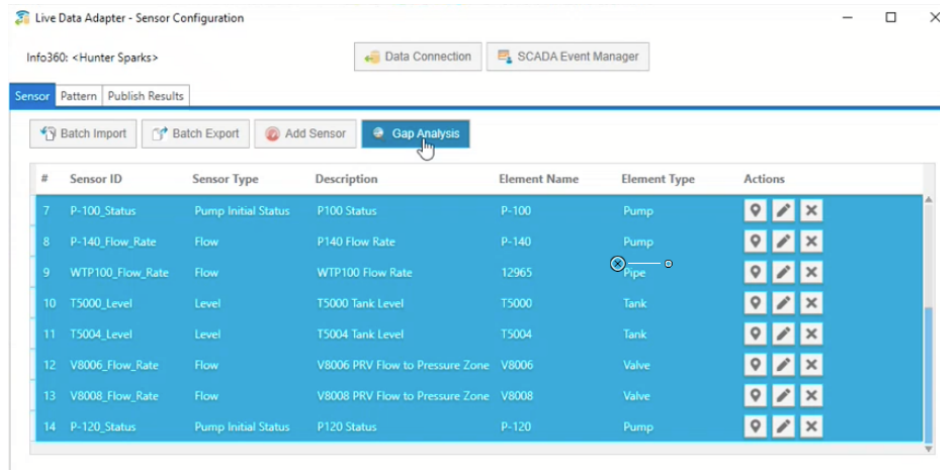 Live Data Adapter - Sensor Configuration
Info360: <Hunter Sparks>
Data Connection
SCADA Event Manager
Sensor Pattern Publish Results
Batch Import Batch Export Add Sensor Gap Analysis
# Sensor ID Sensor Type Description Element Name Element Type Actions
7 P-100_Status Pump Initial Status P100 Status P-100 Pump
8 P-140_Flow_Rate Flow P140 Flow Rate P-140 Pump
9 WTP100_Flow_Rate Flow WTP100 Flow Rate 12965 Pipe
10 T5000_Level Level T5000 Tank Level T5000 Tank
11 T5004_Level Level T5004 Tank Level T5004 Tank
12 V8006_Flow_Rate Flow V8006 PRV Flow to Pressure Zone V8006 Valve
13 V8008_Flow_Rate Flow V8008 PRV Flow to Pressure Zone V8008 Valve
14 P-120_Status Pump Initial Status P120 Status P-120 Pump